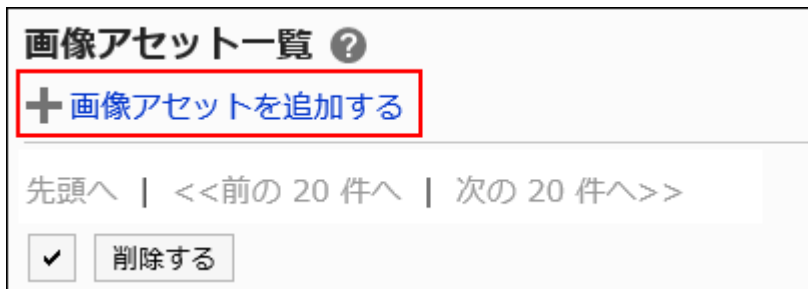 画像アセット一覧 ?
+ 画像アセットを追加する
先頭へ | <<前の 20 件へ | 次の 20 件へ>>
削除する